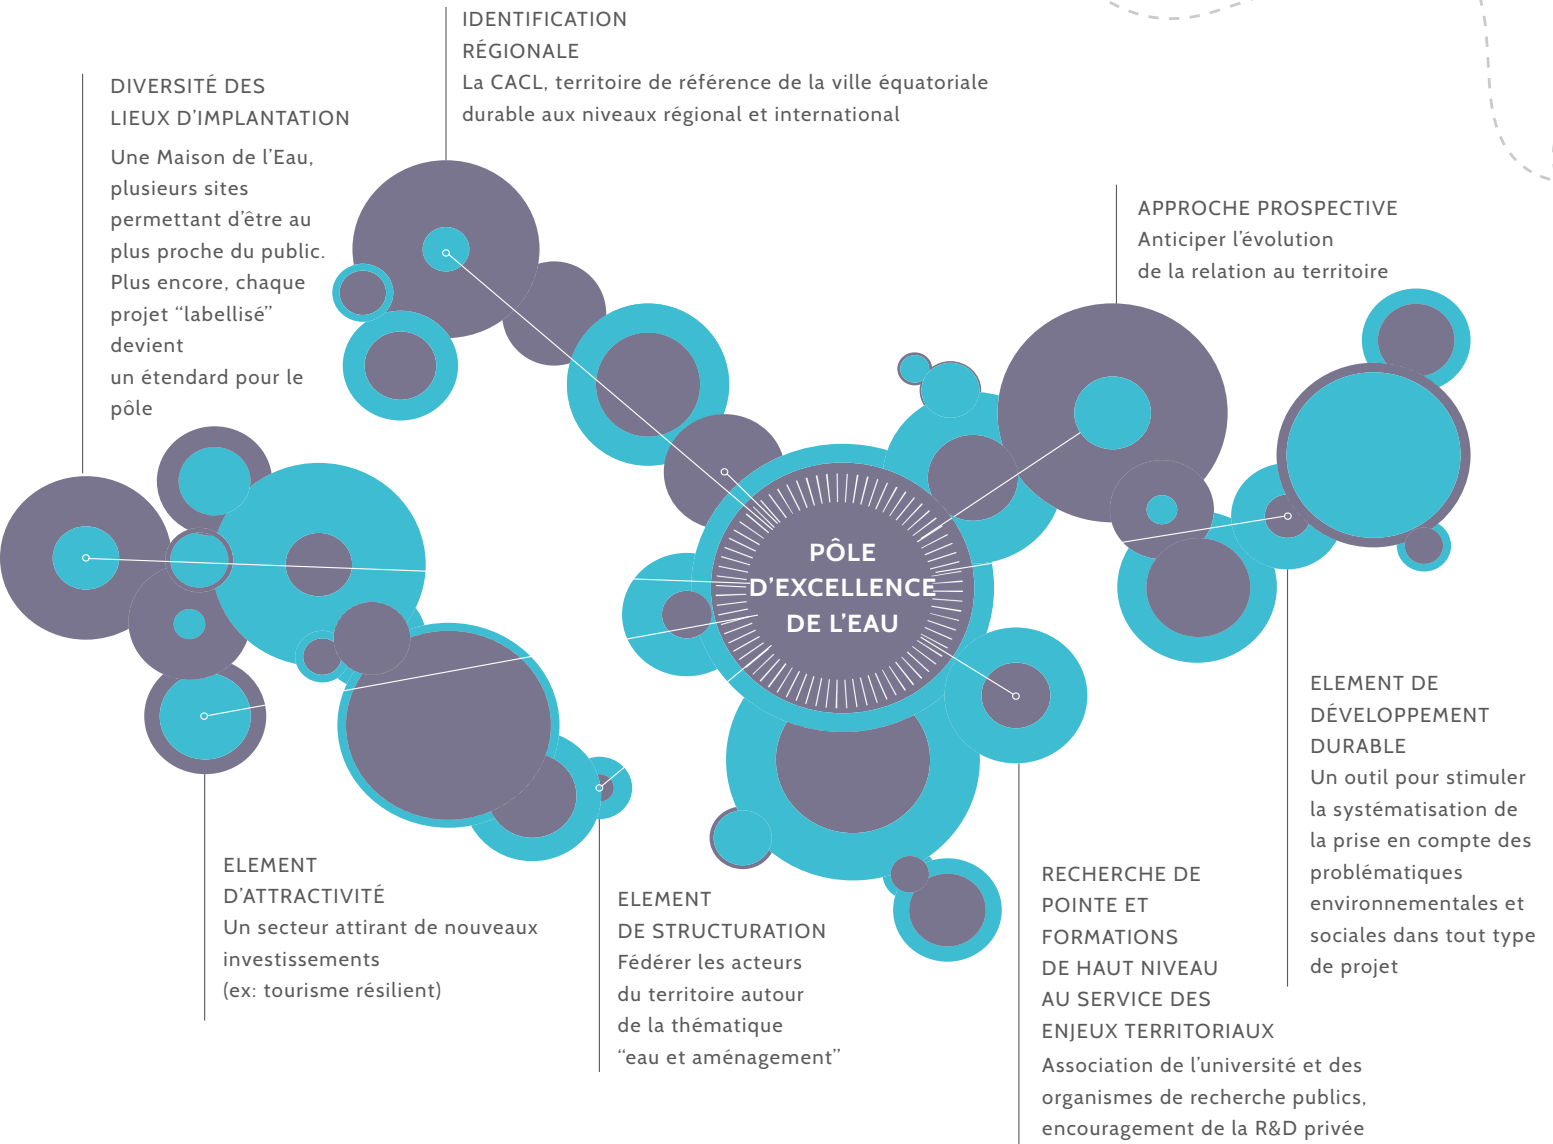 IDENTIFICATION
RÉGIONALE
La CACL, territoire de référence de la ville équatoriale
durable aux niveaux régional et international
DIVERSITÉ DES
LIEUX D’IMPLANTATION
Une Maison de l’Eau,
plusieurs sites
permettant d’être au
plus proche du public.
Plus encore, chaque
projet “labellisé”
devient
un étendard pour le
pôle
APPROCHE PROSPECTIVE
Anticiper l’évolution
de la relation au territoire
PÔLE
D’EXCELLENCE
DE L’EAU
ELEMENT
D’ATTRACTIVITÉ
Un secteur attirant de nouveaux
investissements
(ex: tourisme résilient)
ELEMENT
DE STRUCTURATION
Fédérer les acteurs
du territoire autour
de la thématique
“eau et aménagement”
RECHERCHE DE
POINTE ET
FORMATIONS
DE HAUT NIVEAU
AU SERVICE DES
ENJEUX TERRITORIAUX
Association de l’université et des
organismes de recherche publics,
encouragement de la R&D privée
ELEMENT DE
DÉVELOPPEMENT
DURABLE
Un outil pour stimuler
la systématisation de
la prise en compte des
problématiques
environnementales et
sociales dans tout type
de projet